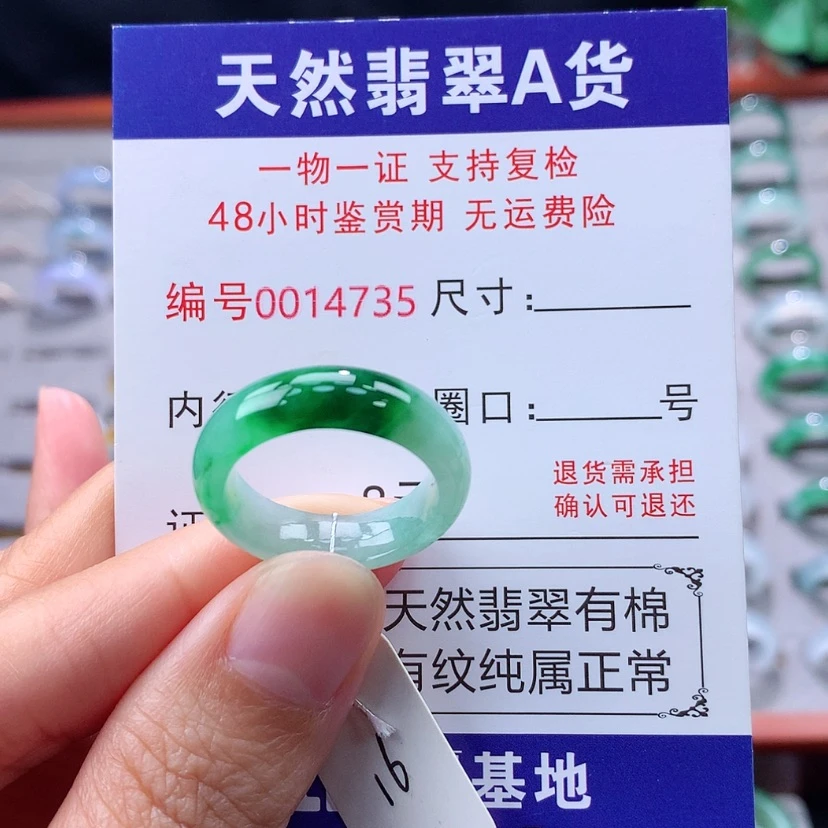 天然翡翠A货
一物一证 支持复检
48小时鉴赏期 无运费险
编号0014735 尺寸:
内 圈口: 号
退货需承担
确认可退还
证
天然翡翠有棉
有纹纯属正常
基地
16